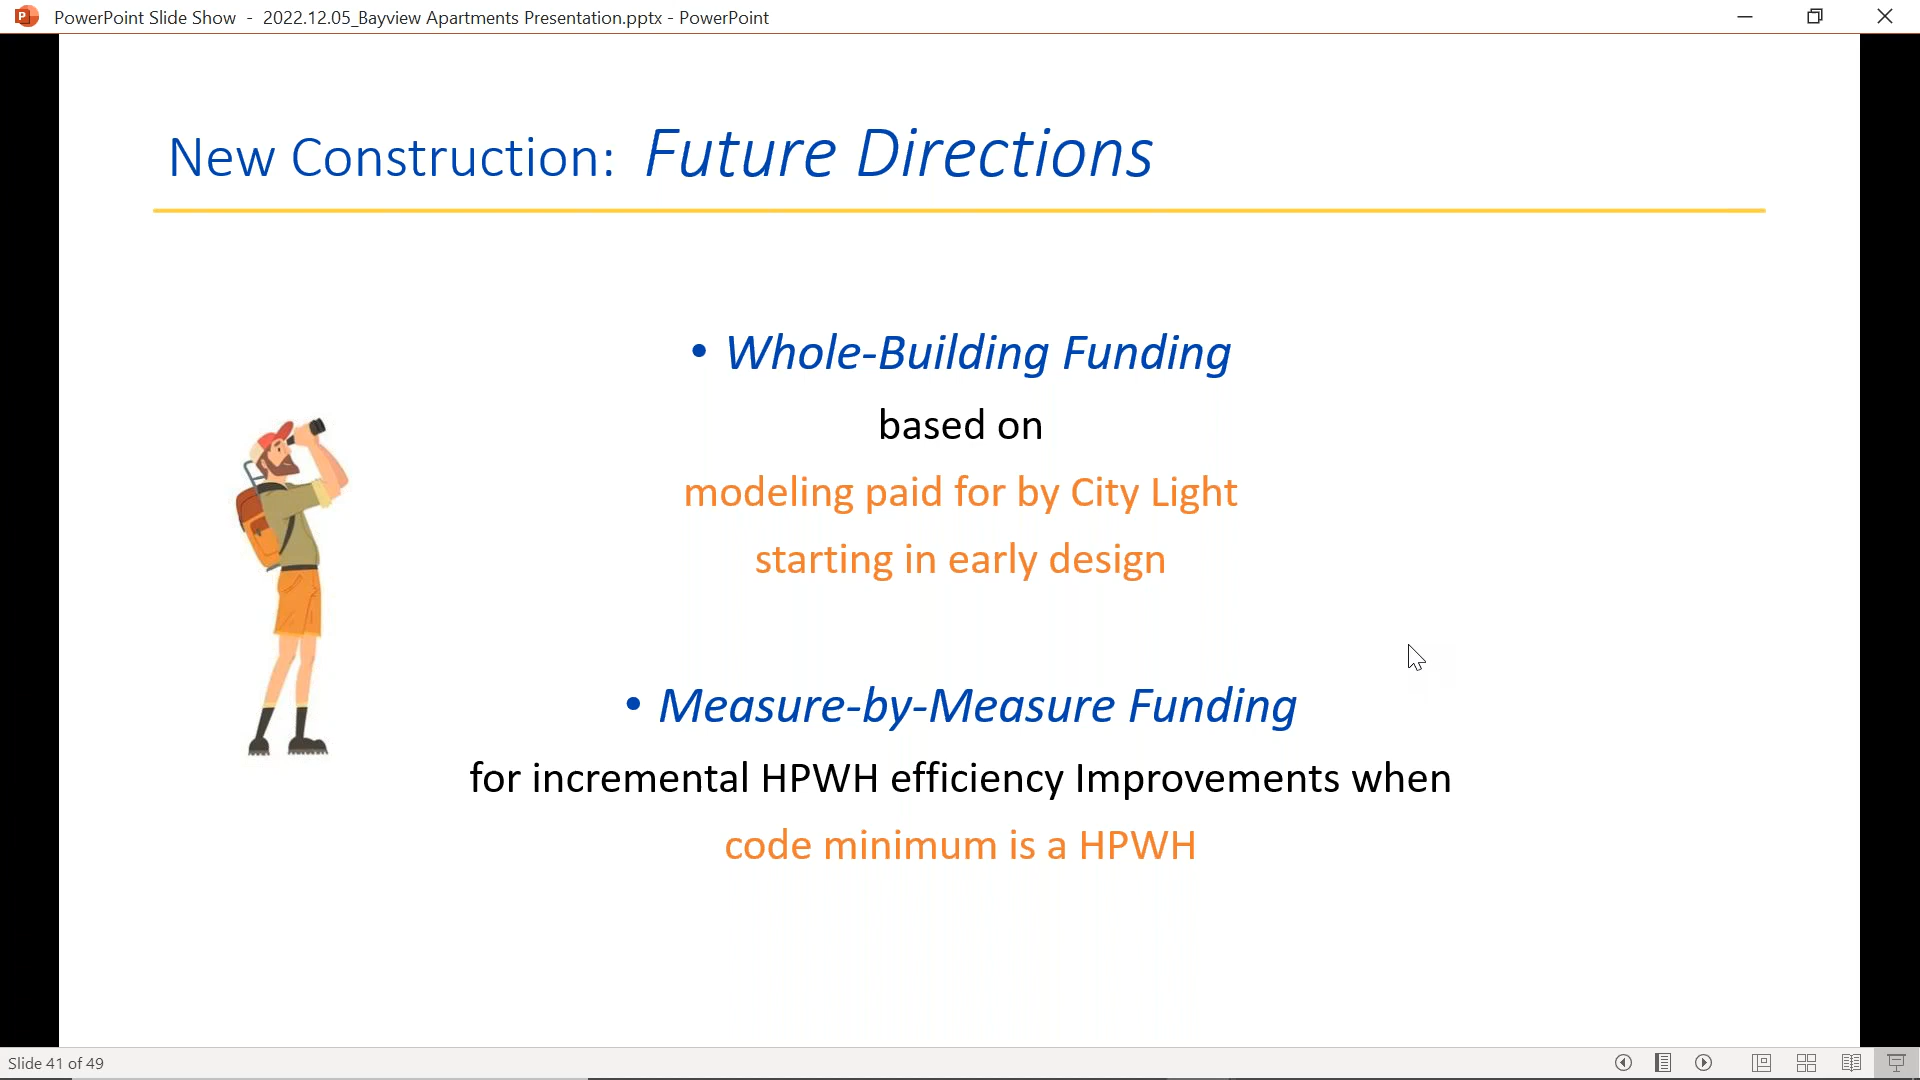 PowerPoint Slide Show - 2022.12.05_Bayview Apartments Presentation.pptx - PowerPoint
New Construction: Future Directions
• Whole-Building Funding
based on
modeling paid for by City Light
starting in early design
• Measure-by-Measure Funding
for incremental HPWH efficiency Improvements when
code minimum is a HPWH
Slide 41 of 49